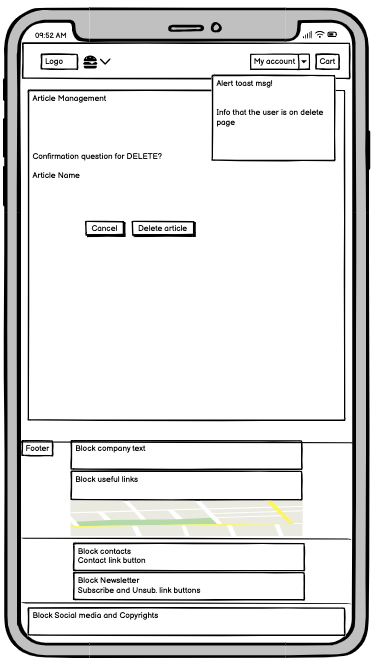 09:52 AM
Logo
My account
Cart
Alert toast msg!
Info that the user is on delete
page
Article Management
Confirmation question for DELETE?
Article Name
Cancel
Delete article
Footer
Block company text
Block useful links
Block contacts
Contact link button
Block Newsletter
Subscribe and Unsub. link buttons
Block Social media and Copyrights